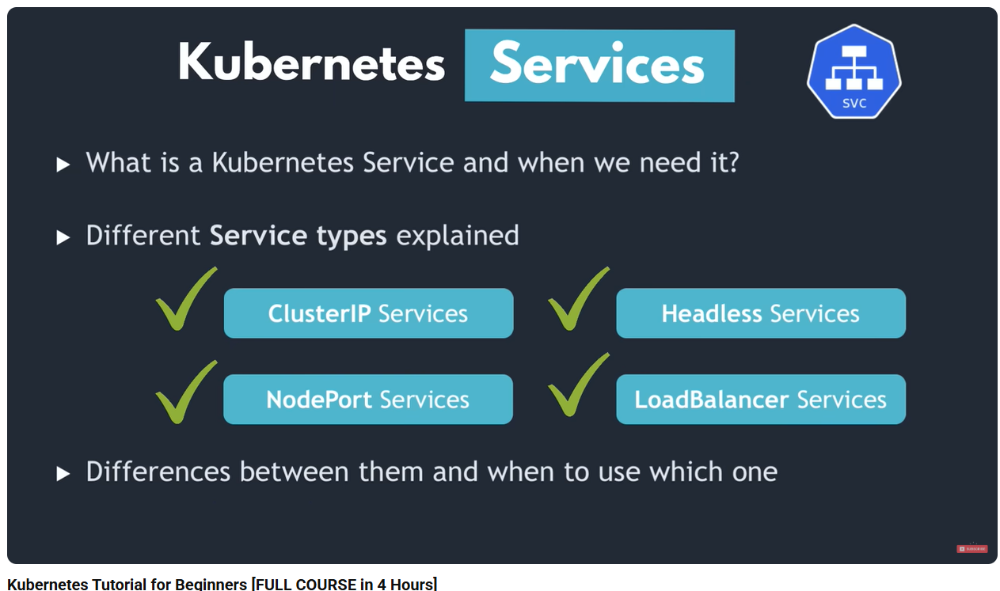 Kubernetes Services
SVC
What is a Kubernetes Service and when we need it?
Different Service types explained
ClusterIP Services
Headless Services
NodePort Services
LoadBalancer Services
Differences between them and when to use which one
SUBSCRIBE
Kubernetes Tutorial for Beginners [FULL COURSE in 4 Hours]